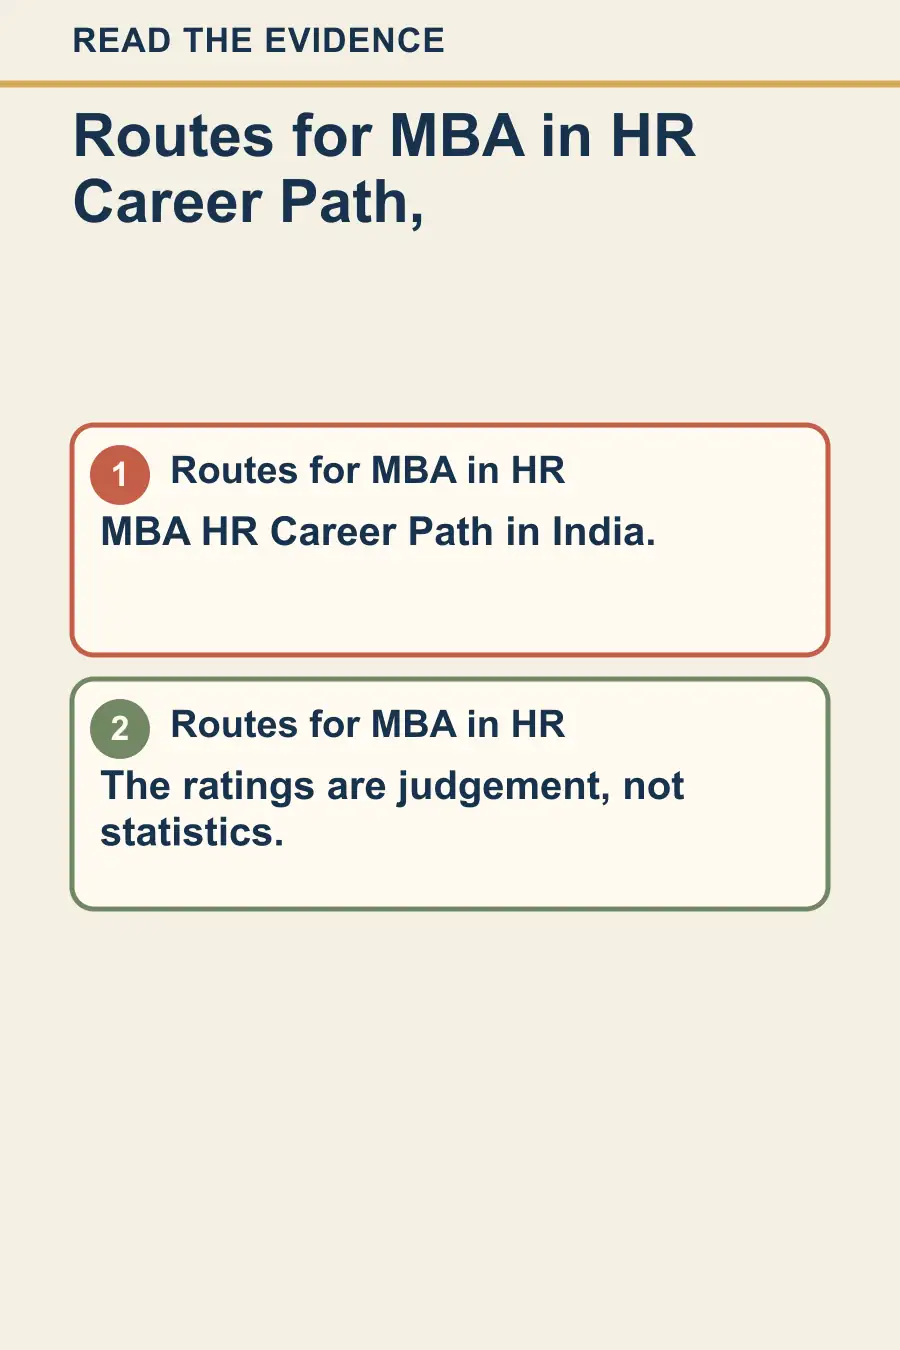 READ THE EVIDENCE
Routes for MBA in HR
Career Path,
1 Routes for MBA in HR
MBA HR Career Path in India.
2 Routes for MBA in HR
The ratings are judgement, not
statistics.